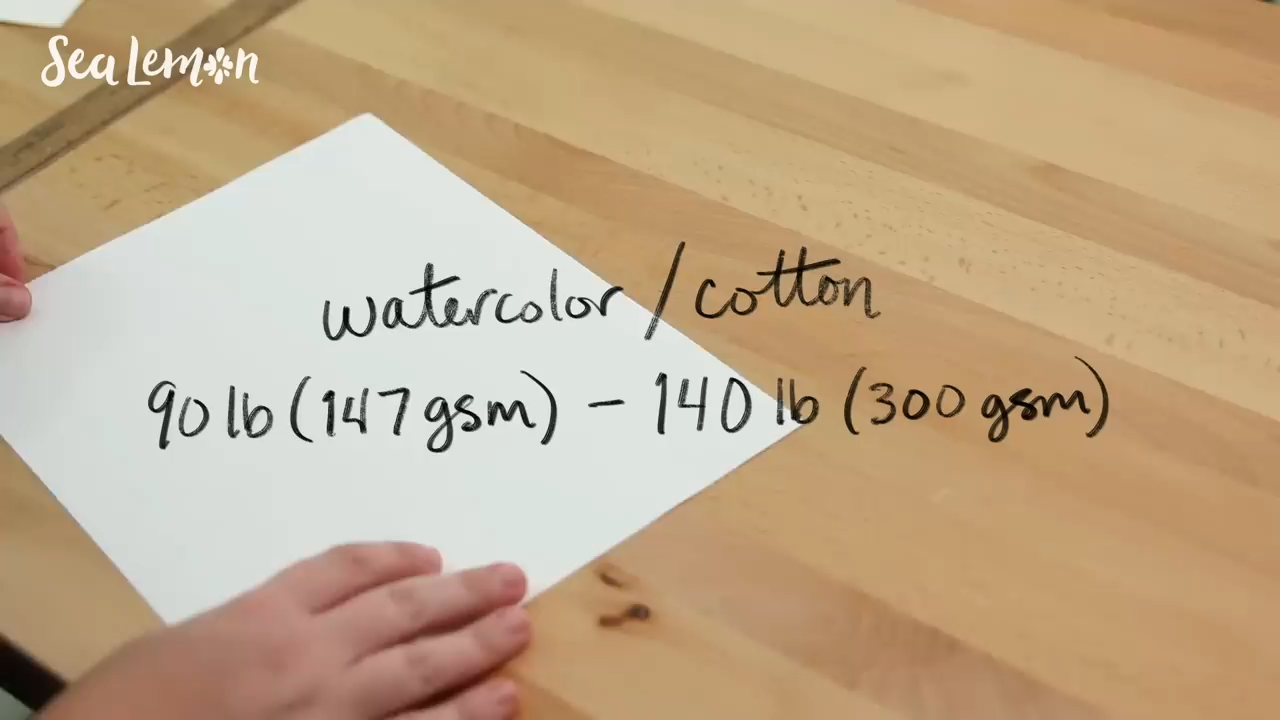 Sea Lemon
watercolor / cotton
90 lb (147 gsm) – 140 lb (300 gsm)